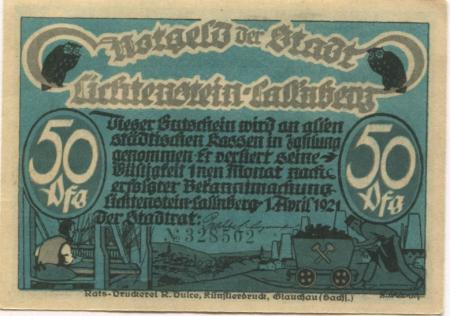 Notgeld der Stadt
Lichtenstein-Callnberg
50
Pfg
50
Pfg
Dieser Gutschein wird an allen
städtischen Kassen in Zahlung
genommen Er verliert seine
Gültigkeit 1nen Monat nach
erfolgter Bekanntmachung
Lichtenstein-Callnberg 1. April 1921
Der Stadtrat:
№ 328502
Rats-Druckerei R. Dulce, Künstlerdruck, Glauchau (Sachs.)